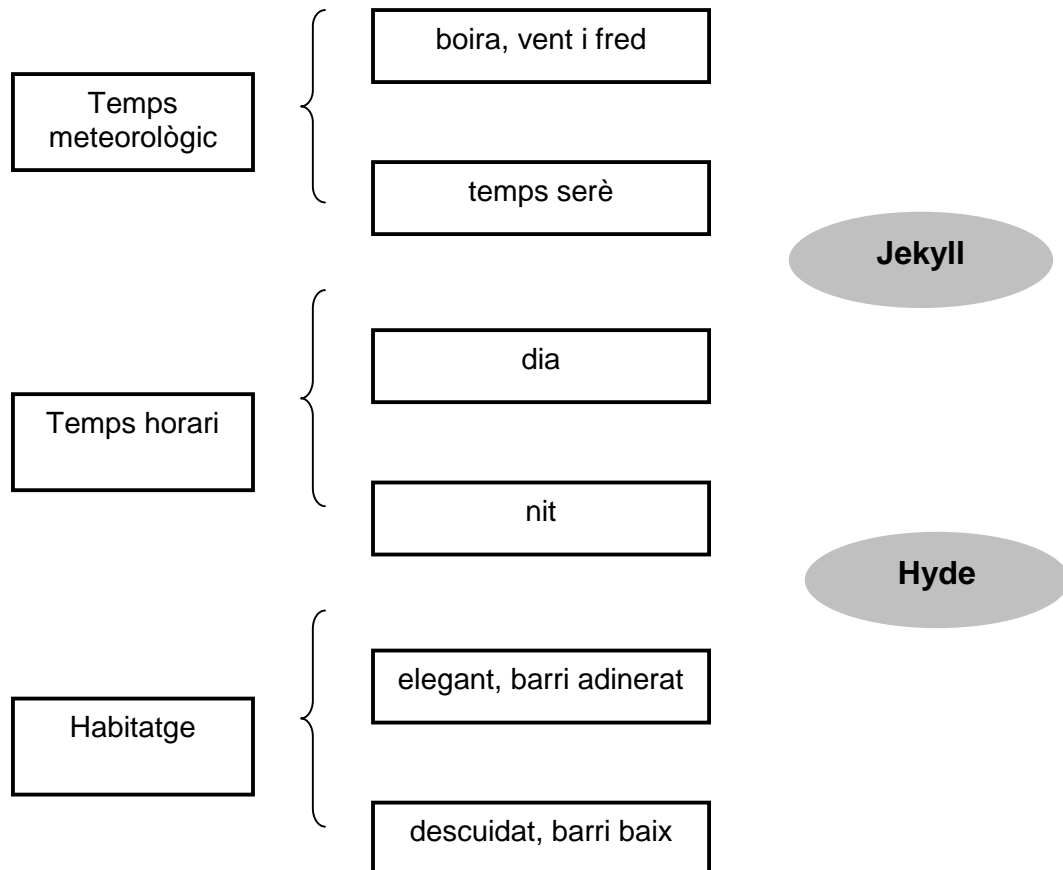 boira, vent i fred
Temps
meteorològic
temps serè
Jekyll
dia
Temps horari
nit
Hyde
elegant, barri adinerat
Habitatge
descuidat, barri baix